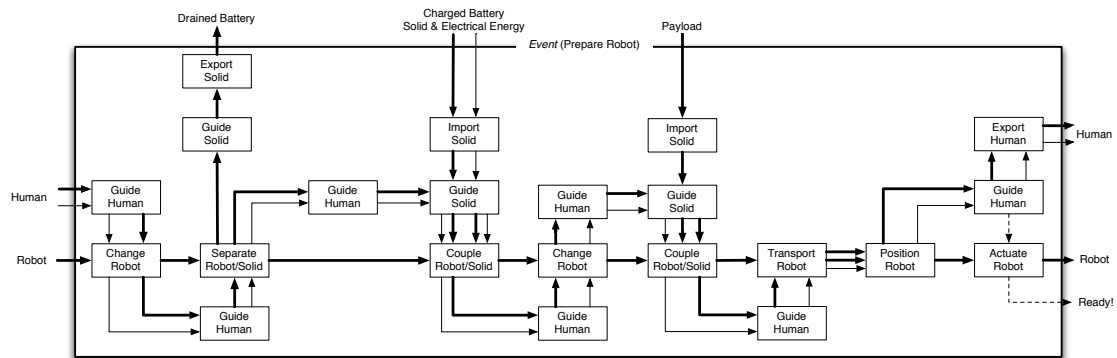 Drained Battery
Charged Battery
Solid & Electrical Energy
Payload
Event (Prepare Robot)
Export
Solid
Guide
Solid
Import
Solid
Import
Solid
Export
Human
Human
Human
Guide
Human
Guide
Human
Guide
Solid
Guide
Human
Guide
Solid
Guide
Human
Robot
Change
Robot
Separate
Robot/Solid
Couple
Robot/Solid
Change
Robot
Couple
Robot/Solid
Transport
Robot
Position
Robot
Actuate
Robot
Robot
Ready!
Guide
Human
Guide
Human
Guide
Human